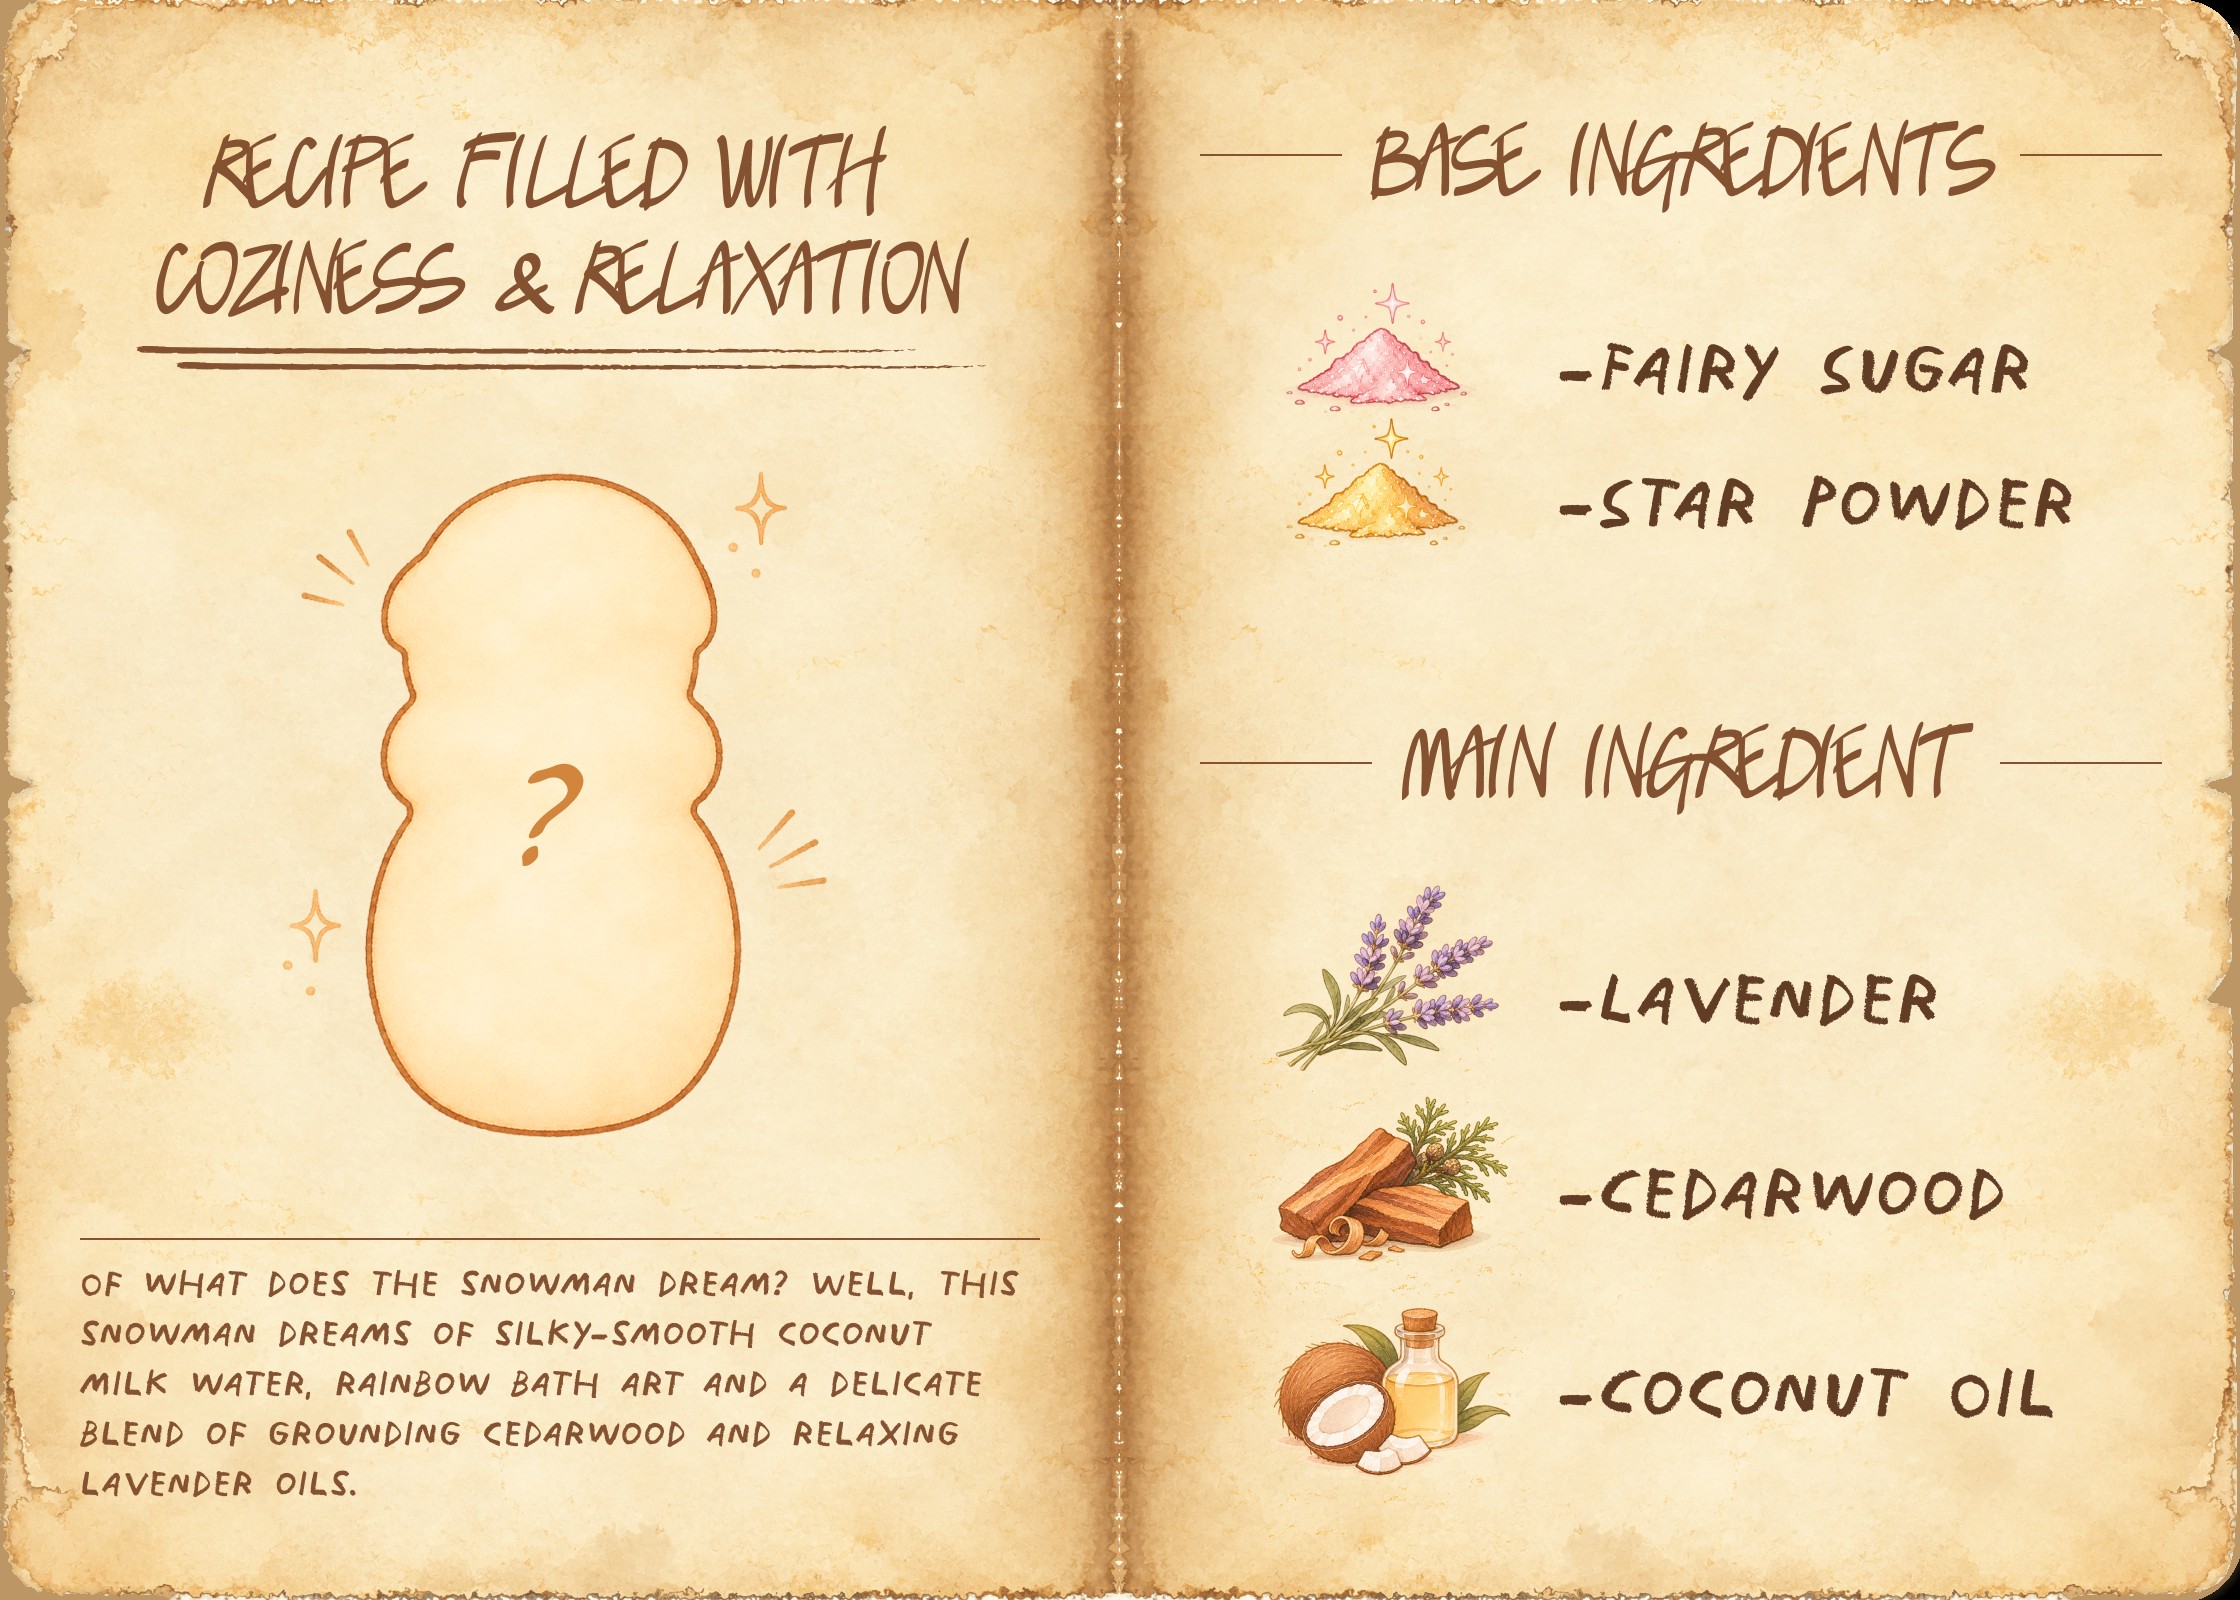 RECIPE FILLED WITH
COZINESS & RELAXATION
?
OF WHAT DOES THE SNOWMAN DREAM? WELL, THIS
SNOWMAN DREAMS OF SILKY-SMOOTH COCONUT
MILK WATER, RAINBOW BATH ART AND A DELICATE
BLEND OF GROUNDING CEDARWOOD AND RELAXING
LAVENDER OILS.
BASE INGREDIENTS
-FAIRY SUGAR
-STAR POWDER
MAIN INGREDIENT
-LAVENDER
-CEDARWOOD
-COCONUT OIL